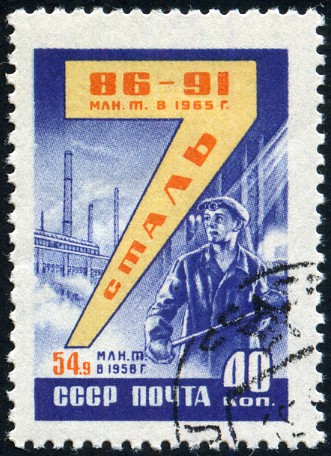 86-91
МЛН. Т. В 1965 Г.
СТАЛЬ
54.9 МЛН. Т.
В 1958 Г.
СССР ПОЧТА 40 КОП.